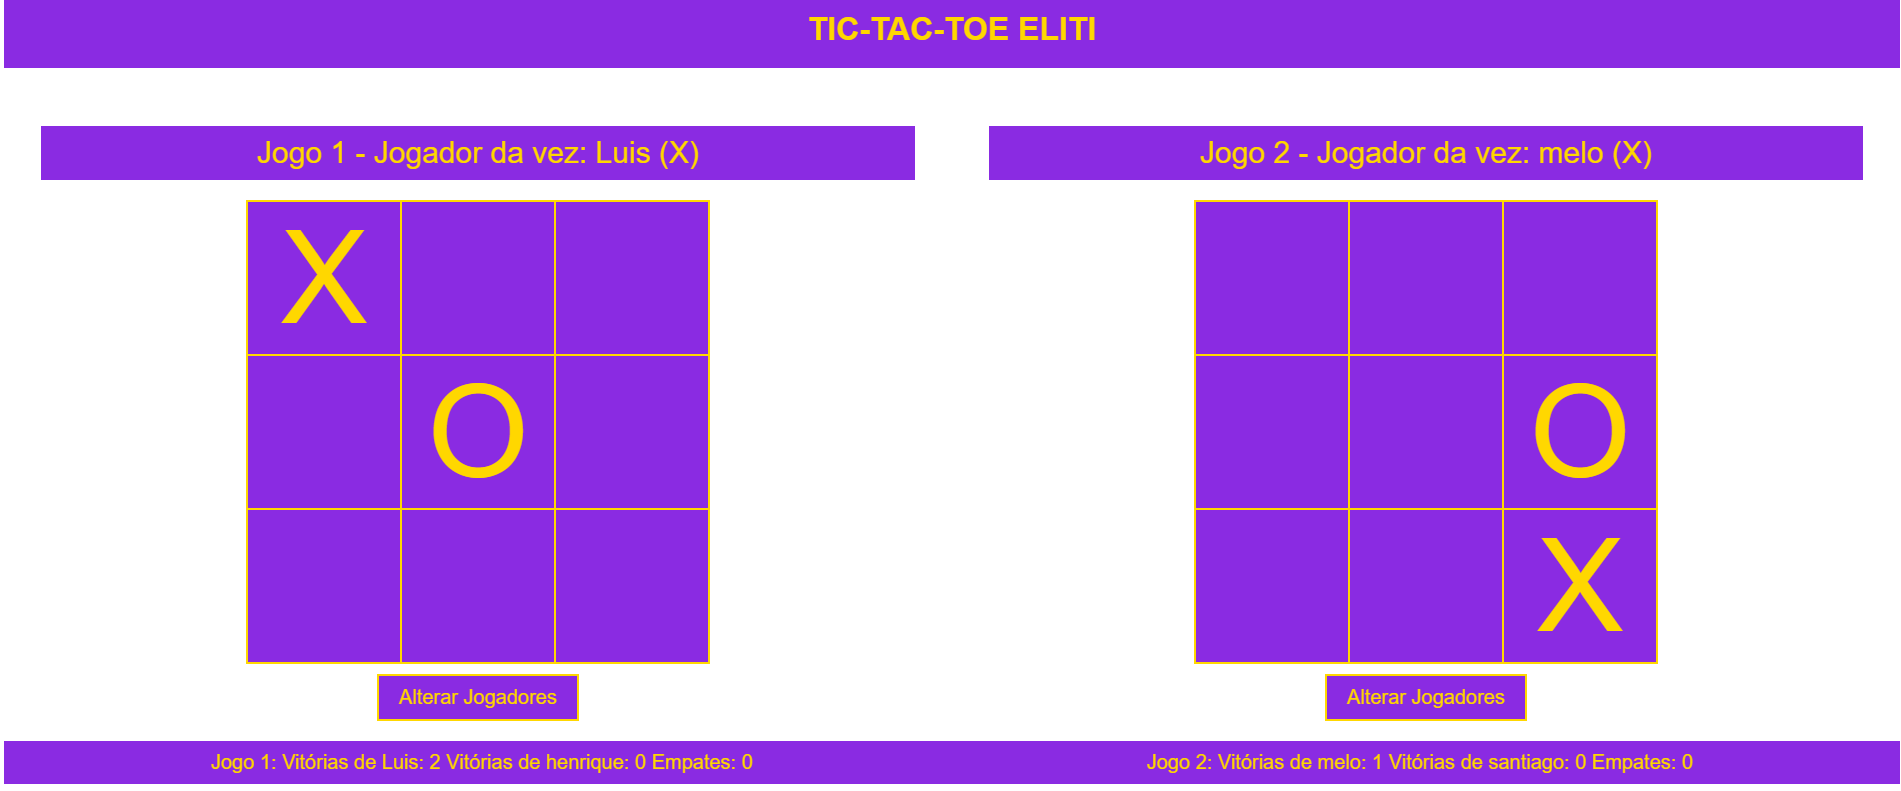 TIC-TAC-TOE ELITI
Jogo 1 - Jogador da vez: Luis (X)
X
O
Alterar Jogadores
Jogo 2 - Jogador da vez: melo (X)
O
X
Alterar Jogadores
Jogo 1: Vitórias de Luis: 2 Vitórias de henrique: 0 Empates: 0
Jogo 2: Vitórias de melo: 1 Vitórias de santiago: 0 Empates: 0